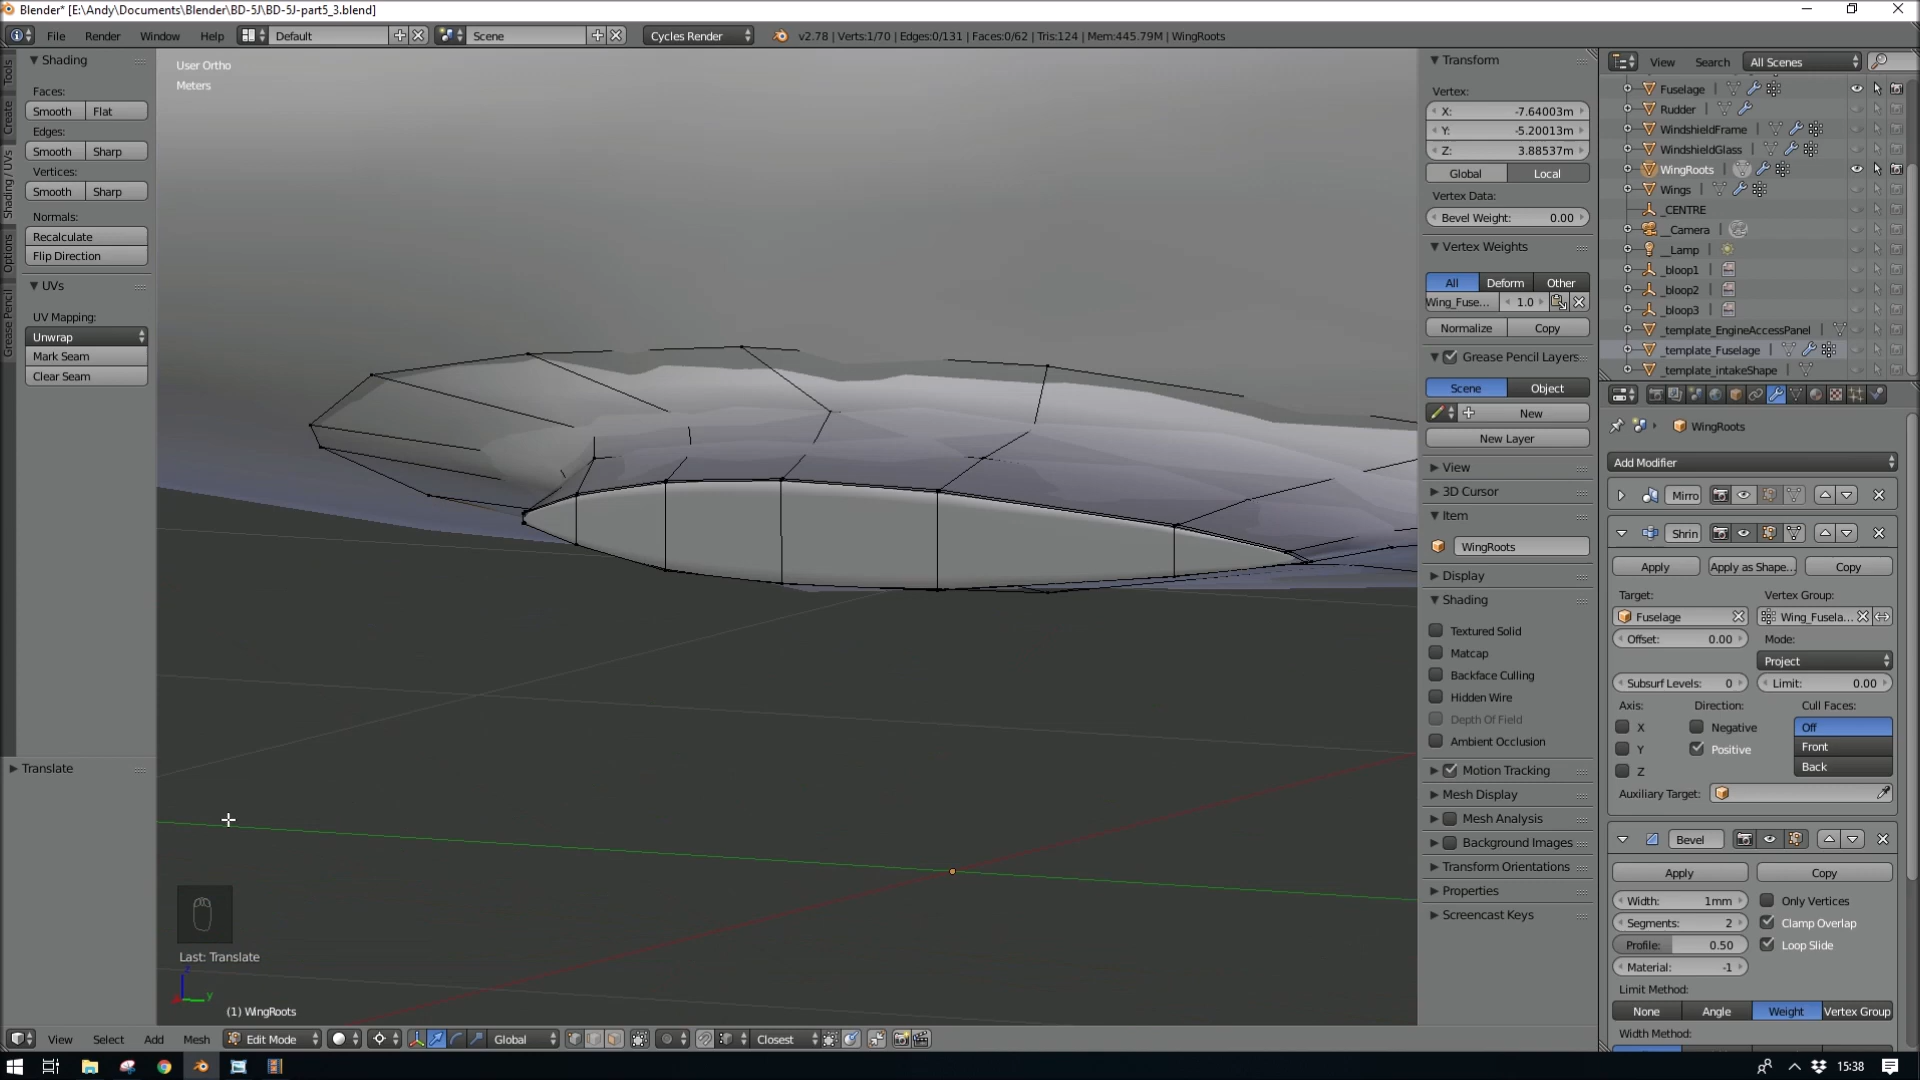 Blender* [E:\Andy\Documents\Blender\BD-5J\BD-5J-part5_3.blend]
File Render Window Help Default Scene Cycles Render v2.78 | Verts:1/70 | Edges:0/131 | Faces:0/62 | Tris:124 | Mem:445.79M | WingRoots
Tools
Create
Shading / UVs
Options
Grease Pencil
Shading
Faces:
Smooth Flat
Edges:
Smooth Sharp
Vertices:
Smooth Sharp
Normals:
Recalculate
Flip Direction
UVs
UV Mapping:
Unwrap
Mark Seam
Clear Seam
Translate
User Ortho
Meters
Last: Translate
z
y
(1) WingRoots
Transform
Vertex:
X: -7.64003m
Y: -5.20013m
Z: 3.88537m
Global Local
Vertex Data:
Bevel Weight: 0.00
Vertex Weights
All Deform Other
Wing_Fuse... 1.0
Normalize Copy
Grease Pencil Layers
Scene Object
New
New Layer
View
3D Cursor
Item
WingRoots
Display
Shading
Textured Solid
Matcap
Backface Culling
Hidden Wire
Depth Of Field
Ambient Occlusion
Motion Tracking
Mesh Display
Mesh Analysis
Background Images
Transform Orientations
Properties
Screencast Keys
View Search All Scenes
Fuselage
Rudder
WindshieldFrame
WindshieldGlass
WingRoots
Wings
_CENTRE
__Camera
__Lamp
_bloop1
_bloop2
_bloop3
_template_EngineAccessPanel
_template_Fuselage
_template_intakeShape
WingRoots
Add Modifier
Mirro
Shrin
Apply Apply as Shape... Copy
Target: Vertex Group:
Fuselage Wing_Fusela...
Offset: 0.00 Mode:
Project
Subsurf Levels: 0 Limit: 0.00
Axis: Direction: Cull Faces:
X Negative Off
Y Positive Front
Z Back
Auxiliary Target:
Bevel
Apply Copy
Width: 1mm Only Vertices
Segments: 2 Clamp Overlap
Profile: 0.50 Loop Slide
Material: -1
Limit Method:
None Angle Weight Vertex Group
Width Method:
View Select Add Mesh Edit Mode Global Closest
15:38